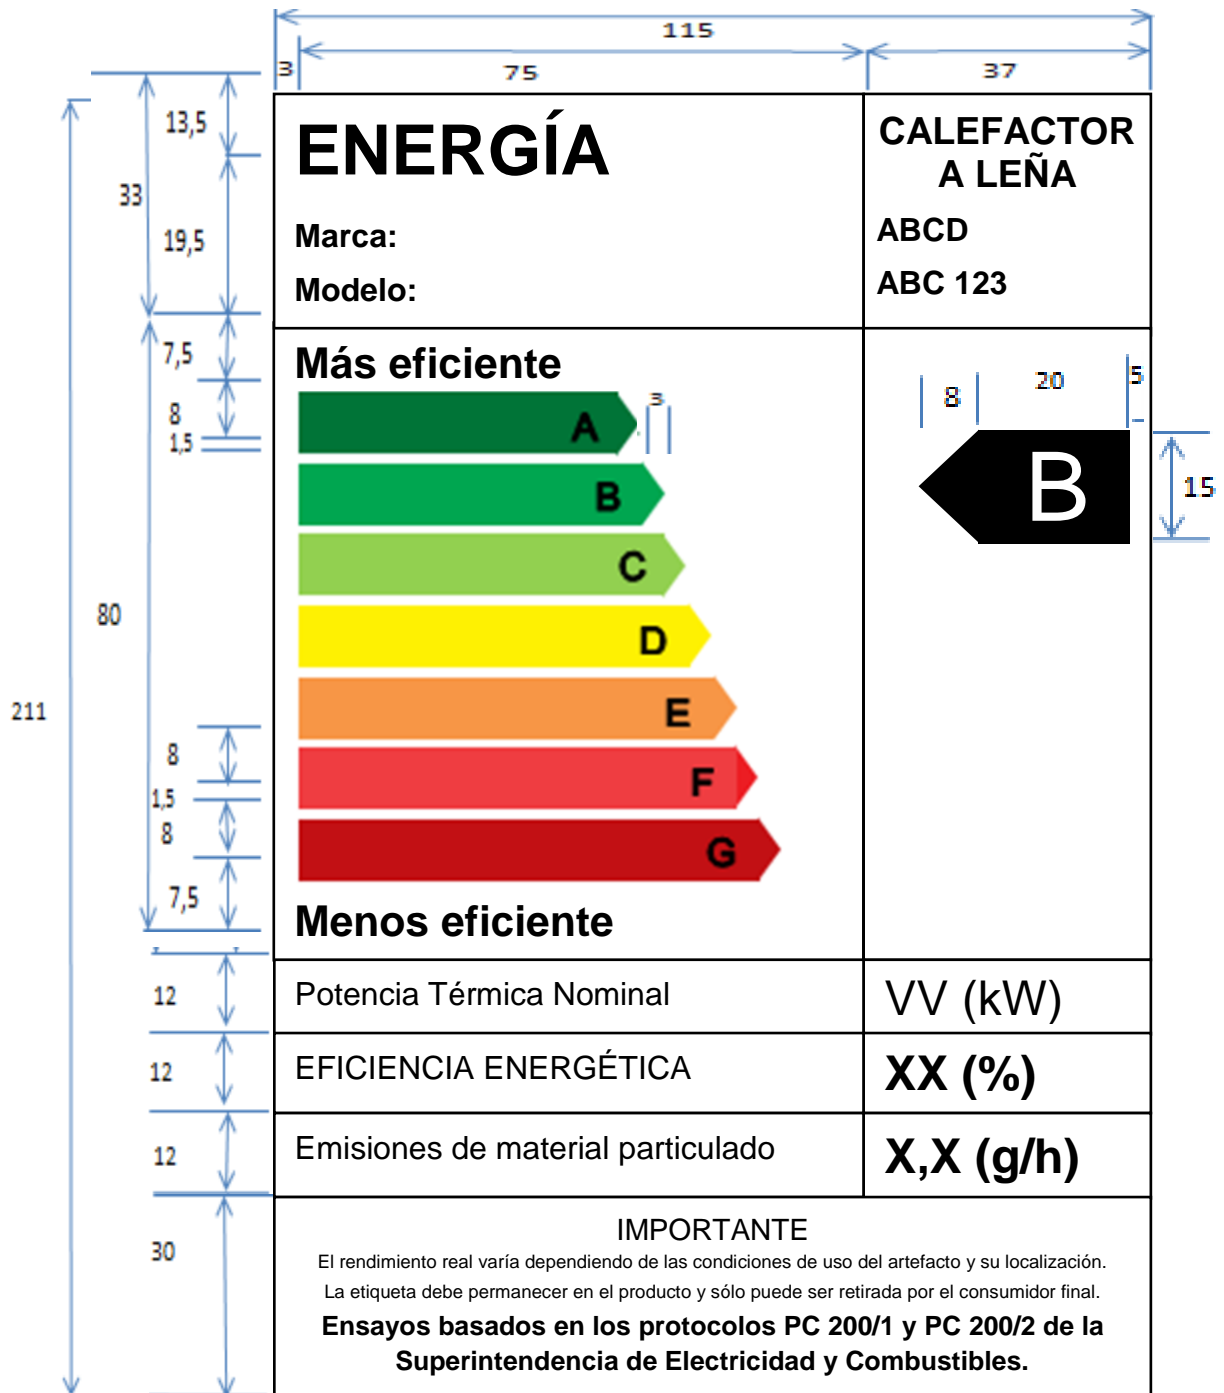 115
3
75
37
13,5
33
19,5
ENERGÍA
CALEFACTOR
A LEÑA
Marca:
ABCD
Modelo:
ABC 123
7,5
Más eficiente
8
1,5
A
3
8
20
5
B
15
B
C
80
D
211
E
8
F
1,5
8
G
7,5
Menos eficiente
12
Potencia Térmica Nominal
VV (kW)
12
EFICIENCIA ENERGÉTICA
XX (%)
12
Emisiones de material particulado
X,X (g/h)
30
IMPORTANTE
El rendimiento real varía dependiendo de las condiciones de uso del artefacto y su localización.
La etiqueta debe permanecer en el producto y sólo puede ser retirada por el consumidor final.
Ensayos basados en los protocolos PC 200/1 y PC 200/2 de la
Superintendencia de Electricidad y Combustibles.